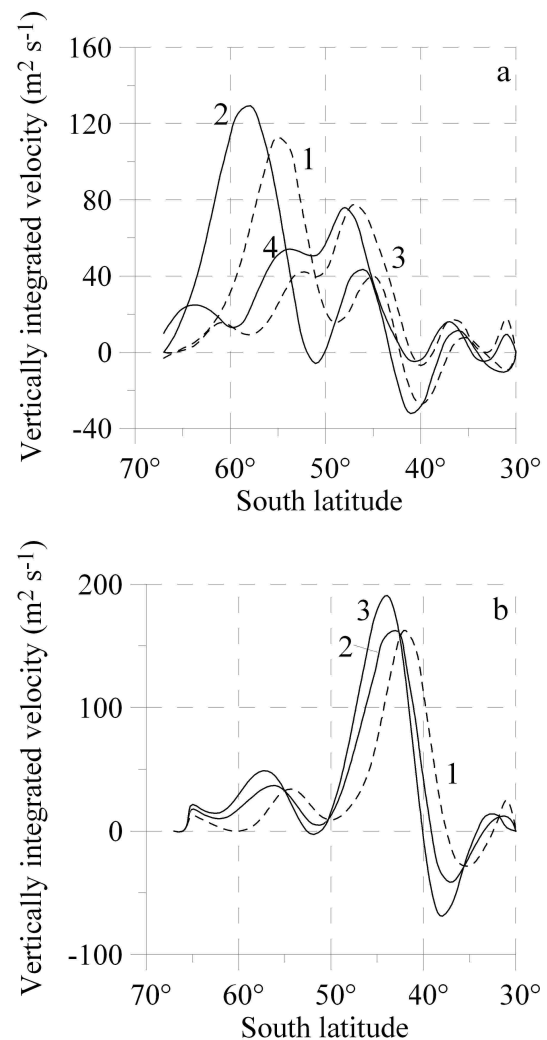 Vertically integrated velocity (m² s⁻¹)
160
120
80
40
0
-40
a
2
1
4
3
70° 60° 50° 40° 30°
South latitude
Vertically integrated velocity (m² s⁻¹)
200
100
0
-100
b
3
2
1
70° 60° 50° 40° 30°
South latitude